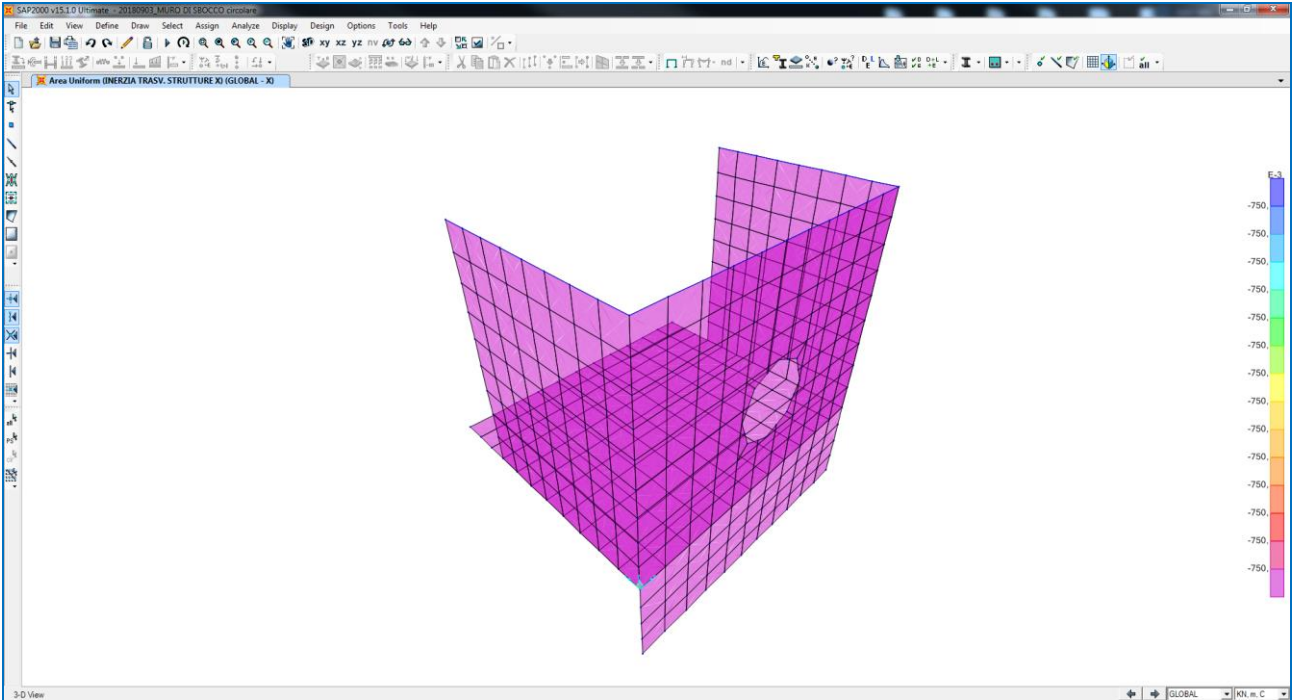 SAP2000 v15.1.0 Ultimate - 20180903_MURO DI SBOCCO circolare
File Edit View Define Draw Select Assign Analyze Display Design Options Tools Help
xy xz yz nv
nd
all
Area Uniform (INERZIA TRASV. STRUTTURE X) (GLOBAL - X)
E-3
-750,
-750,
-750,
-750,
-750,
-750,
-750,
-750,
-750,
-750,
-750,
-750,
-750,
-750,
3-D View
GLOBAL
KN, m, C